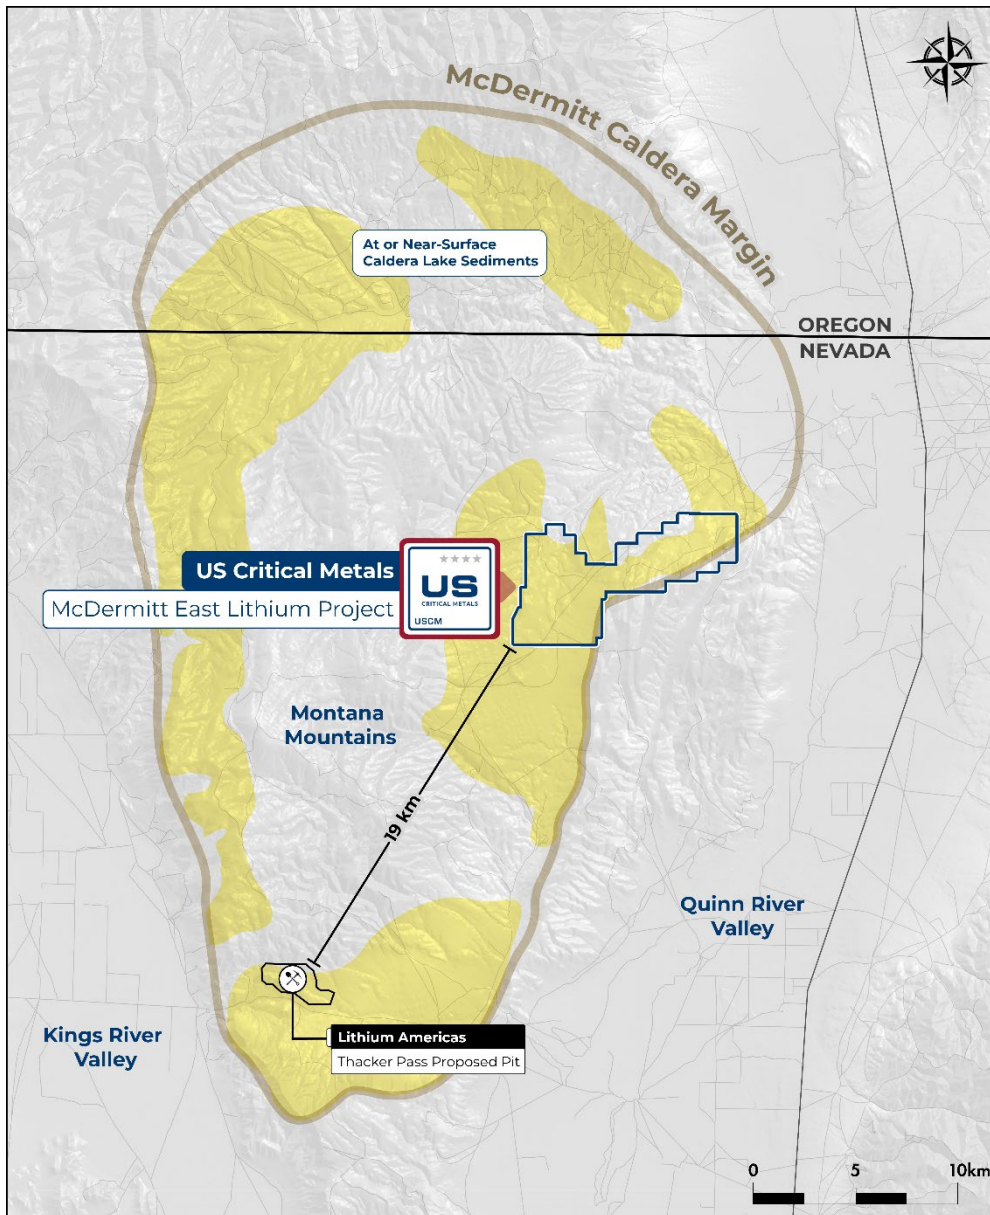 McDermitt Caldera Margin
At or Near-Surface
Caldera Lake Sediments
OREGON
NEVADA
US Critical Metals
McDermitt East Lithium Project
US
CRITICAL METALS
USCM
Montana
Mountains
19 km
Quinn River
Valley
Kings River
Valley
Lithium Americas
Thacker Pass Proposed Pit
0 5 10km